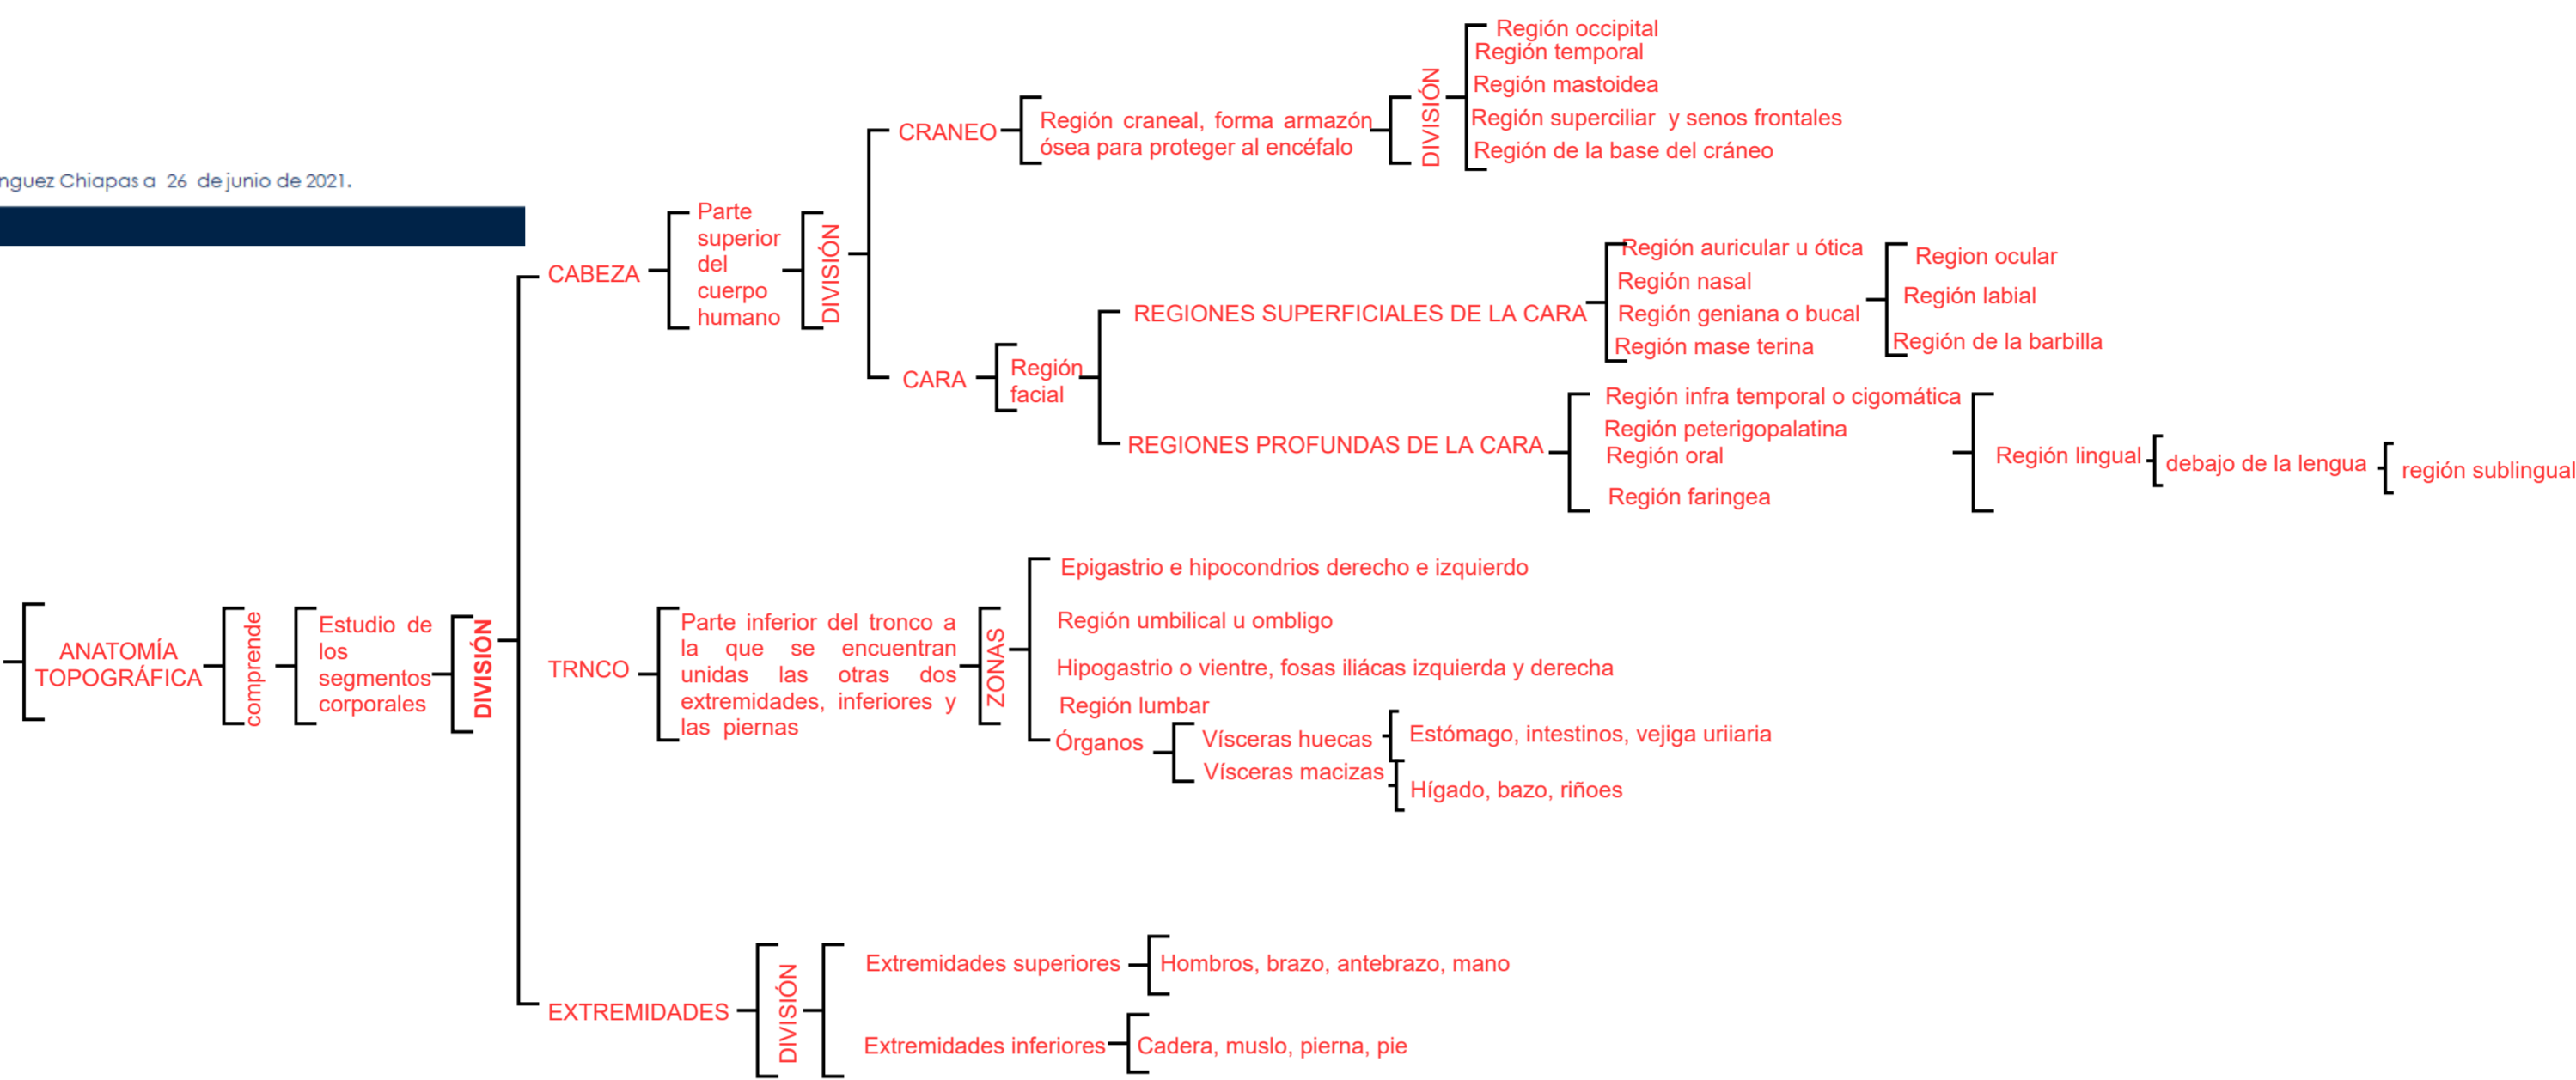 nguez Chiapas a 26 de junio de 2021.
ANATOMÍA
TOPOGRÁFICA
comprende
Estudio de
los
segmentos
corporales
DIVISIÓN
CABEZA
Parte
superior
del
cuerpo
humano
DIVISIÓN
CRANEO
Región craneal, forma armazón
ósea para proteger al encéfalo
DIVISIÓN
Región occipital
Región temporal
Región mastoidea
Región superciliar y senos frontales
Región de la base del cráneo
CARA
Región
facial
REGIONES SUPERFICIALES DE LA CARA
Región auricular u ótica
Región nasal
Región geniana o bucal
Región mase terina
Region ocular
Región labial
Región de la barbilla
REGIONES PROFUNDAS DE LA CARA
Región infra temporal o cigomática
Región peterigopalatina
Región oral
Región faringea
Región lingual
debajo de la lengua
región sublingual
TRNCO
Parte inferior del tronco a
la que se encuentran
unidas las otras dos
extremidades, inferiores y
las piernas
ZONAS
Epigastrio e hipocondrios derecho e izquierdo
Región umbilical u ombligo
Hipogastrio o vientre, fosas iliácas izquierda y derecha
Región lumbar
Órganos
Vísceras huecas
Estómago, intestinos, vejiga uriiaria
Vísceras macizas
Hígado, bazo, riñoes
EXTREMIDADES
DIVISIÓN
Extremidades superiores
Hombros, brazo, antebrazo, mano
Extremidades inferiores
Cadera, muslo, pierna, pie